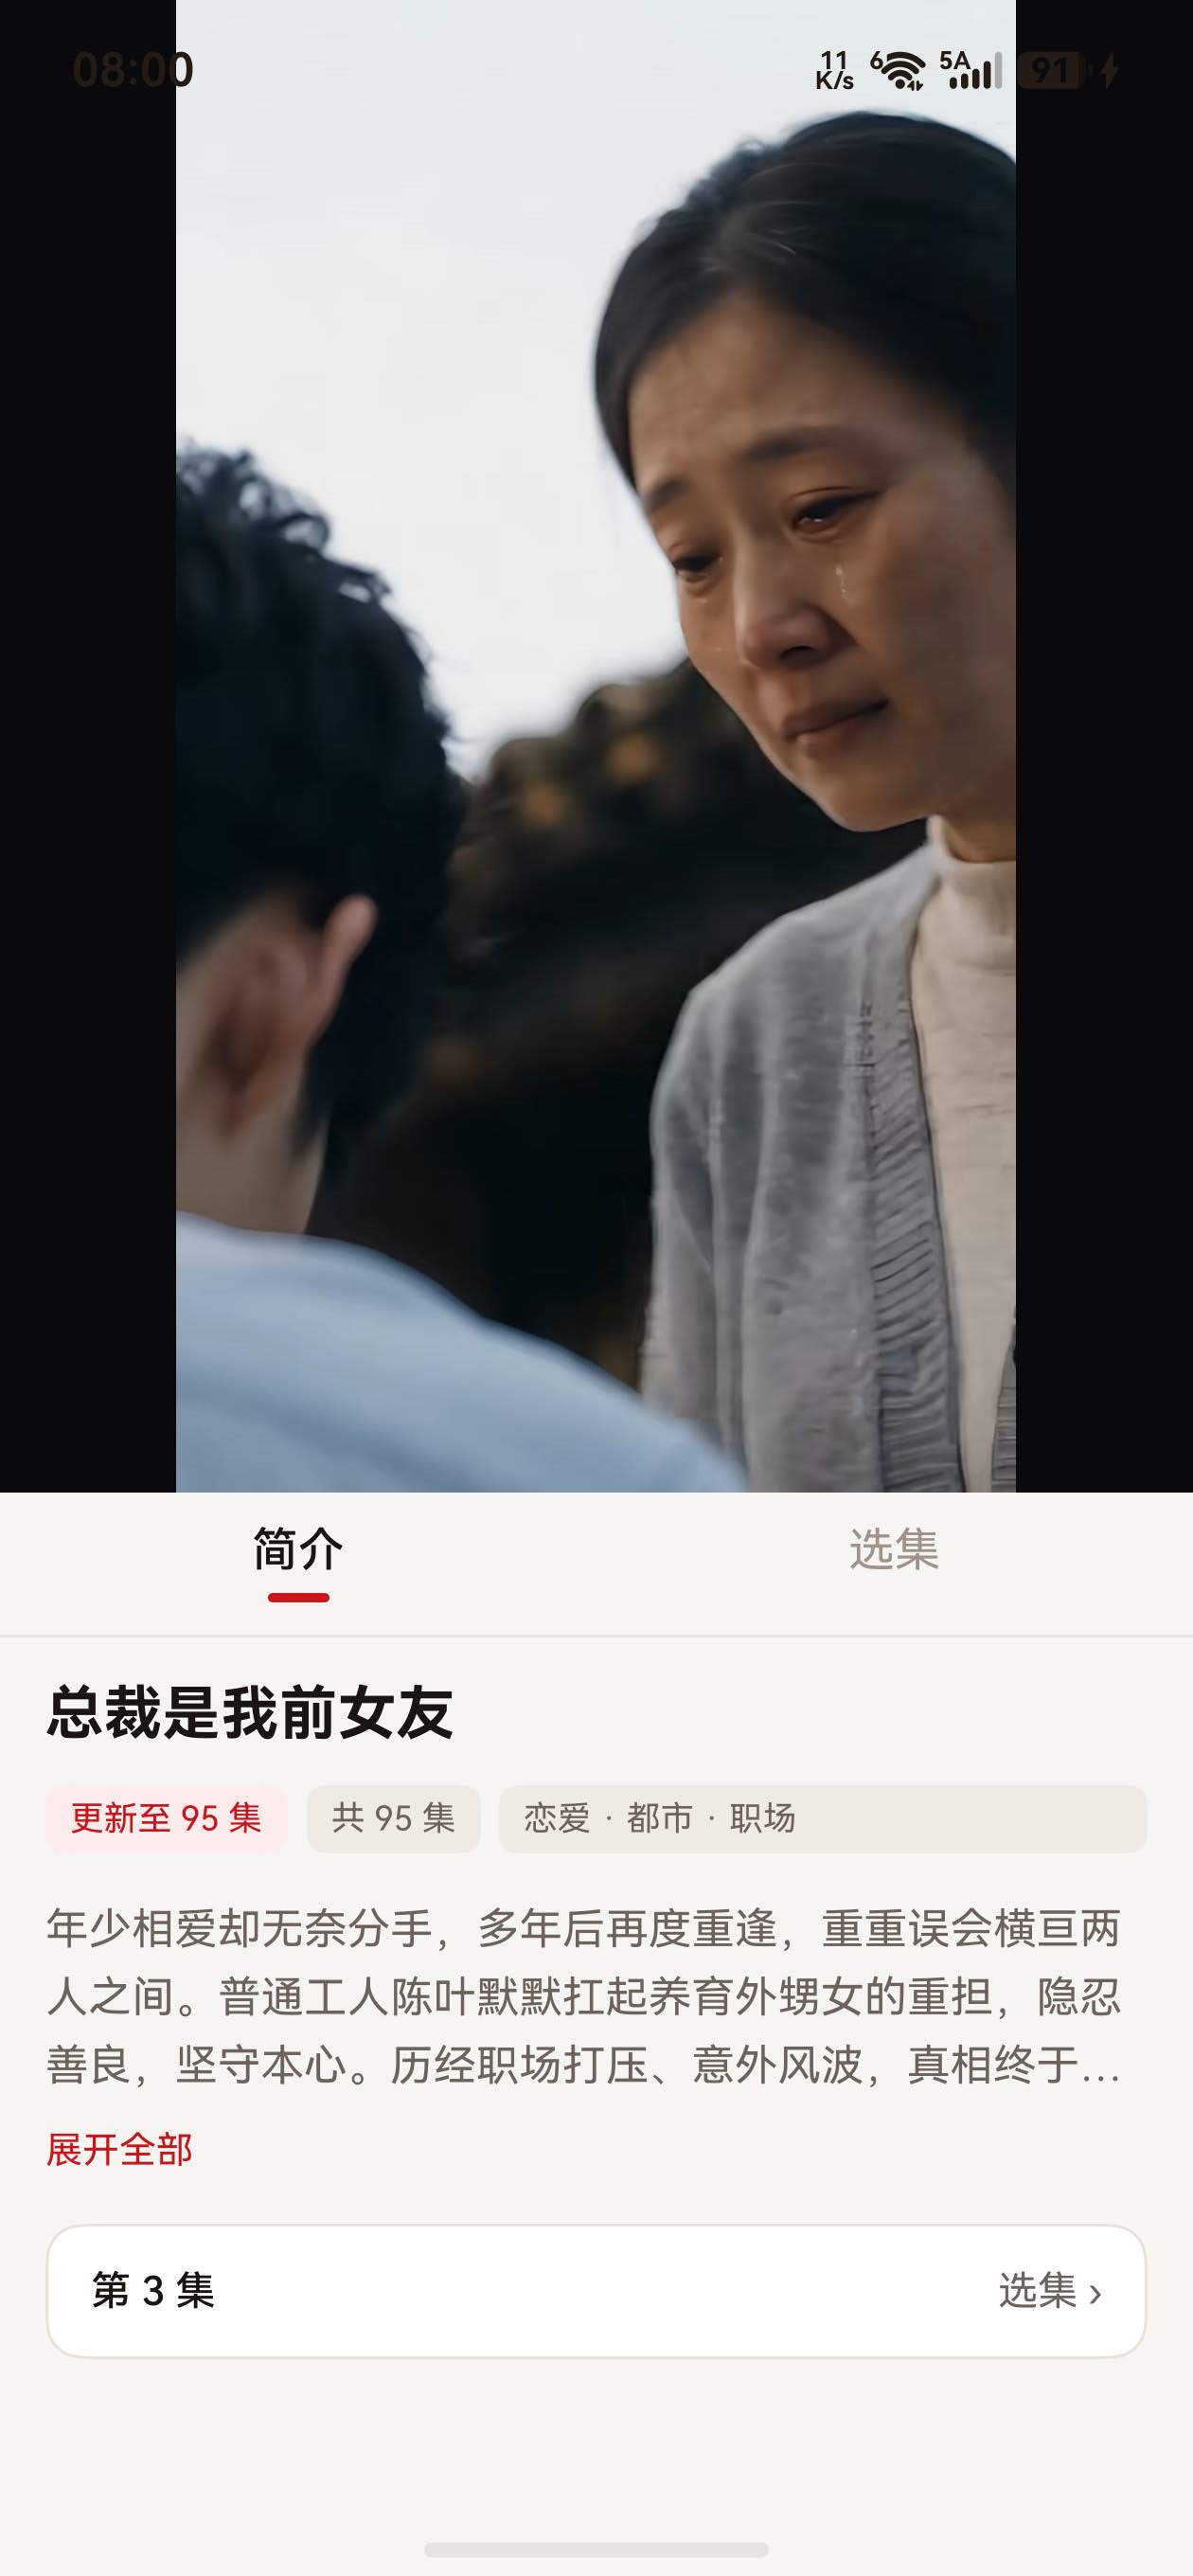 08:00
11
K/s
6
5A
91
简介
选集
总裁是我前女友
更新至 95 集
共 95 集
恋爱 · 都市 · 职场
年少相爱却无奈分手，多年后再度重逢，重重误会横亘两
人之间。普通工人陈叶默默扛起养育外甥女的重担，隐忍
善良，坚守本心。历经职场打压、意外风波，真相终于...
展开全部
第 3 集
选集 ›